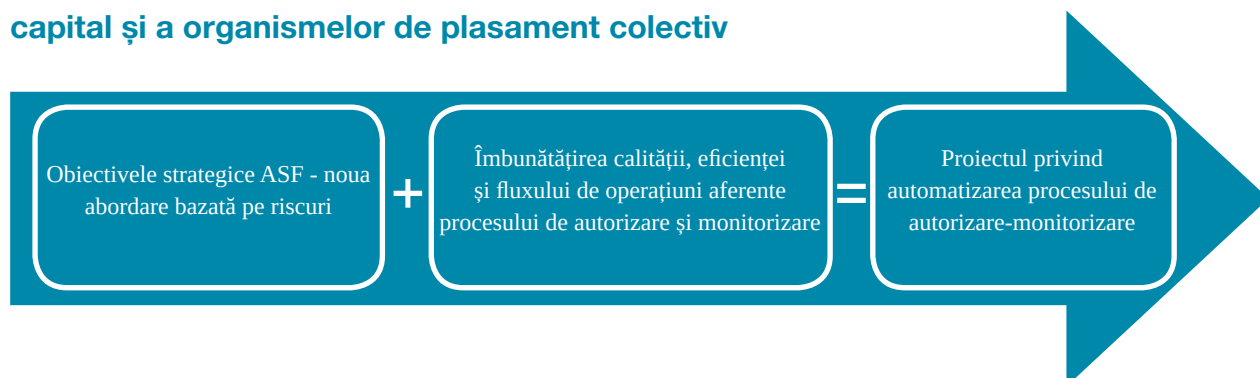 capital și a organismelor de plasament colectiv
Obiectivele strategice ASF - noua
abordare bazată pe riscuri
+
Îmbunătățirea calității, eficienței
și fluxului de operațiuni aferente
procesului de autorizare și monitorizare
=
Proiectul privind
automatizarea procesului de
autorizare-monitorizare